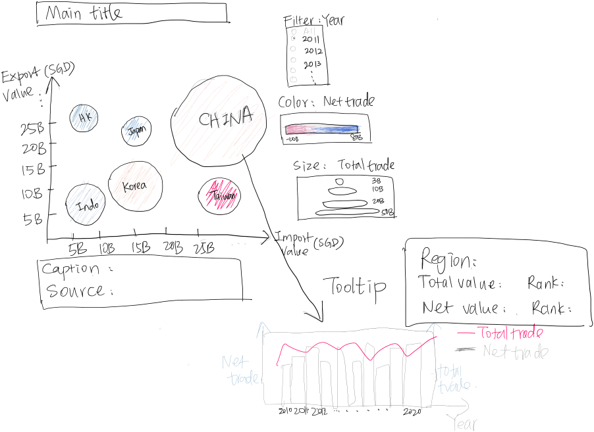 Main title
Filter: Year
2011
2012
2013
Export (SGD)
Value
25B
20B
15B
10B
5B
HK
Japan
CHINA
Korea
Indo
Taiwan
5B 10B 15B 20B 25B
Import (SGD)
Value
Color: Net trade
-10B
Size: Total trade
3B
10B
20B
50B
Caption:
Source:
Tooltip
Region:
Total value: Rank:
Net value: Rank:
Total trade
Net trade
Net
trade
total
trade
2010 2011 2012 ...... 2020
Year